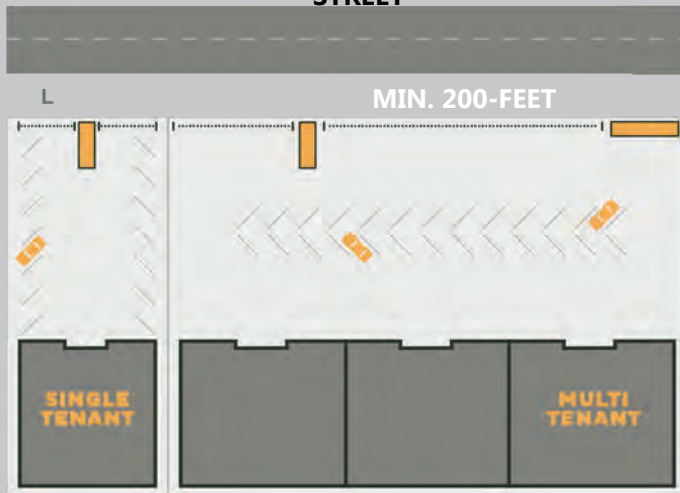 STREET
L
MIN. 200-FEET
SINGLE
TENANT
MULTI
TENANT